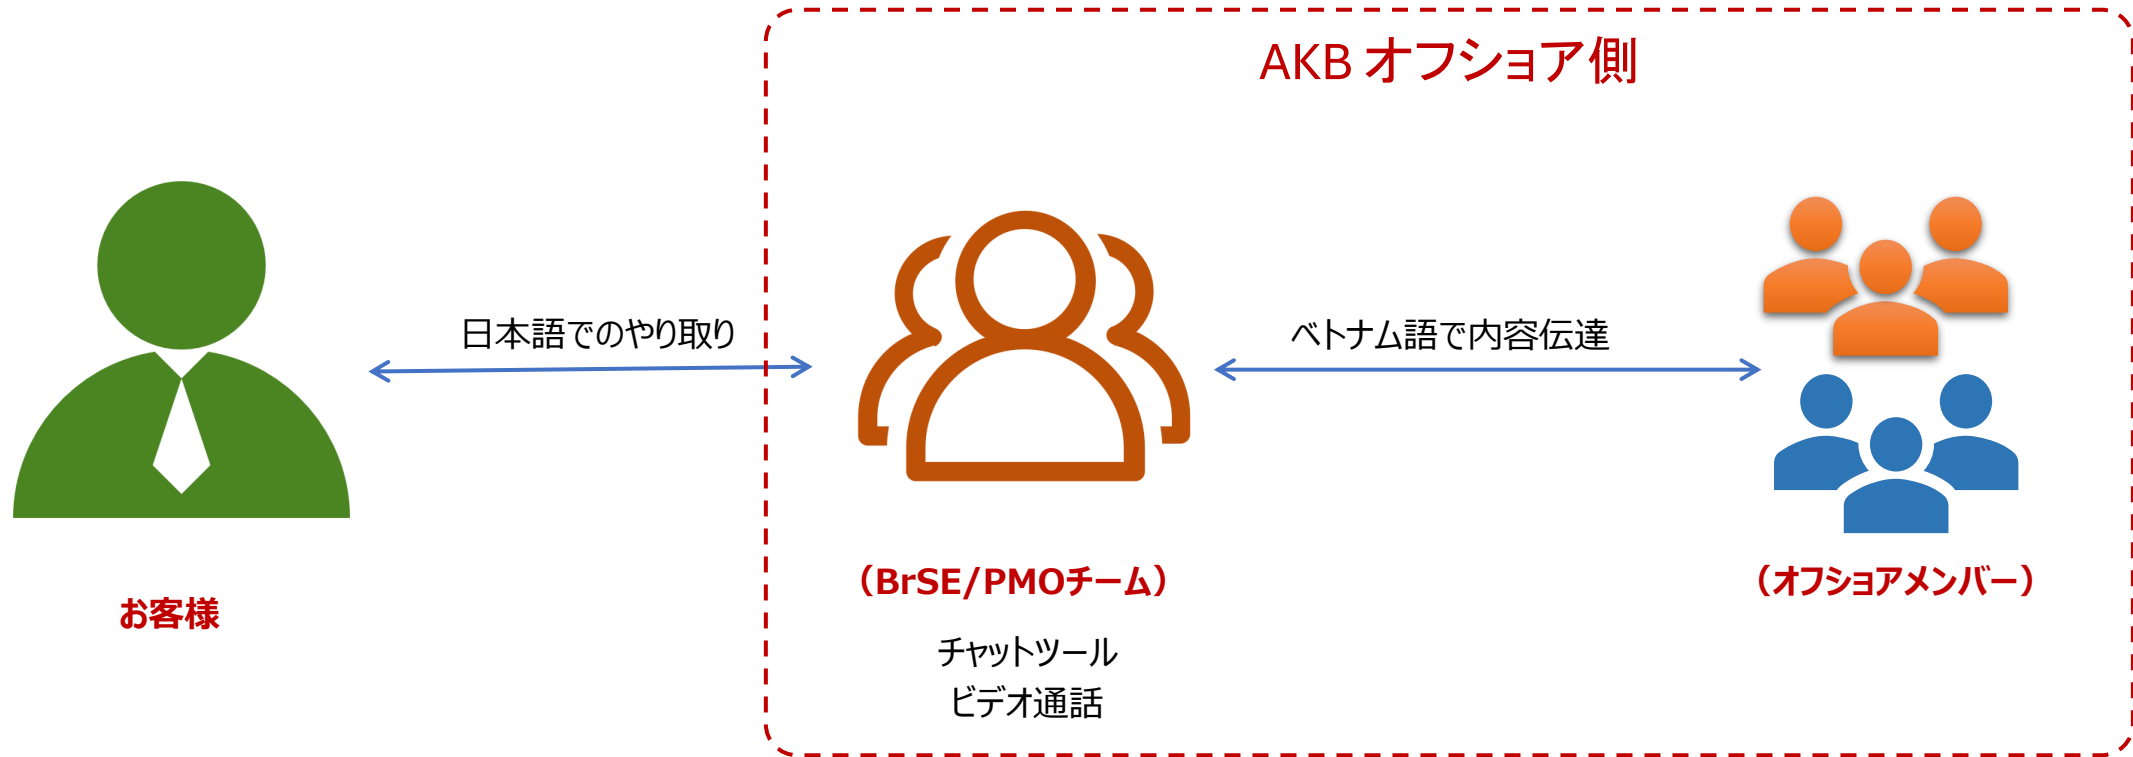 AKB オフショア側
日本語でのやり取り
ベトナム語で内容伝達
お客様
（BrSE/PMOチーム）
（オフショアメンバー）
チャットツール
ビデオ通話